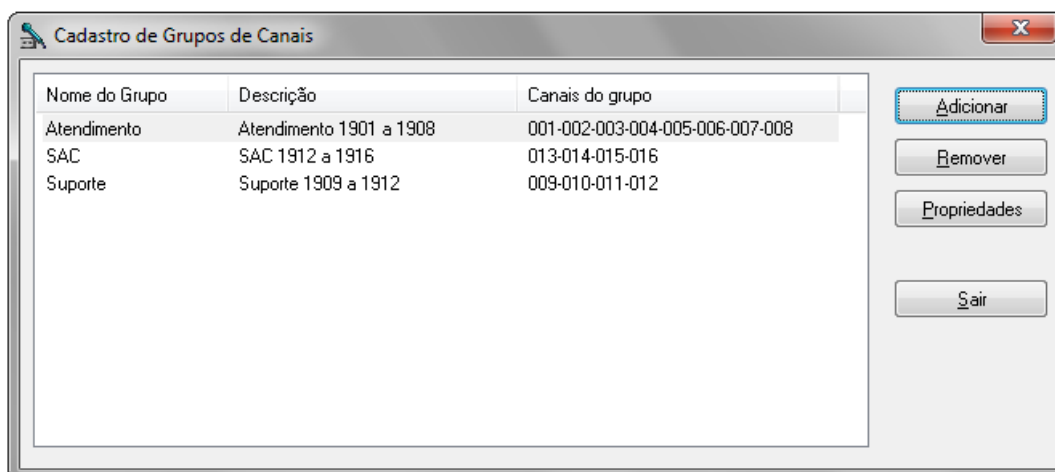 Cadastro de Grupos de Canais
Nome do Grupo Descrição Canais do grupo
Atendimento Atendimento 1901 a 1908 001-002-003-004-005-006-007-008
SAC SAC 1912 a 1916 013-014-015-016
Suporte Suporte 1909 a 1912 009-010-011-012
Adicionar
Remover
Propriedades
Sair